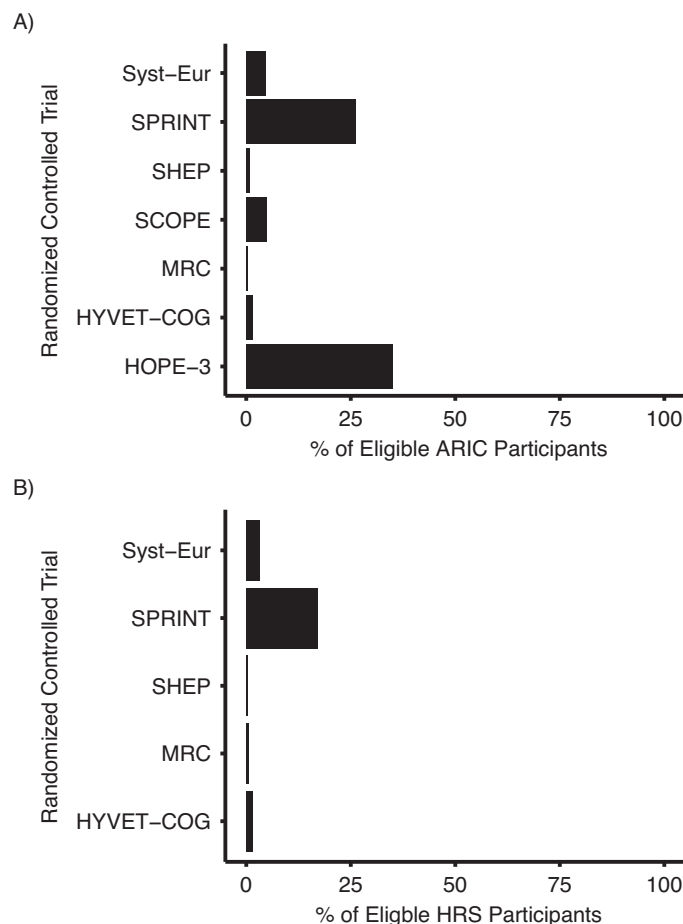 A)
Randomized Controlled Trial
Syst−Eur
SPRINT
SHEP
SCOPE
MRC
HYVET−COG
HOPE−3
0 25 50 75 100
% of Eligible ARIC Participants
B)
Randomized Controlled Trial
Syst−Eur
SPRINT
SHEP
MRC
HYVET−COG
0 25 50 75 100
% of Eligble HRS Participants